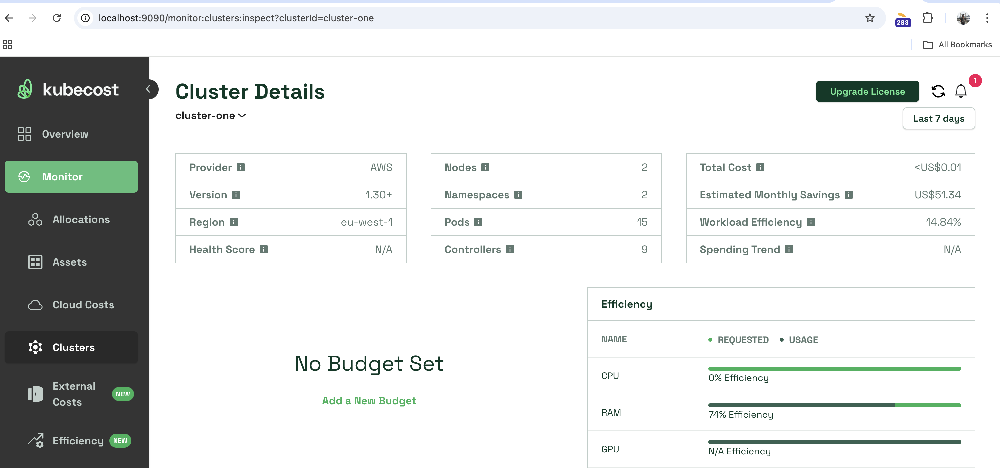 localhost:9090/monitor:clusters:inspect?clusterId=cluster-one
283
All Bookmarks
kubecost
Overview
Monitor
Allocations
Assets
Cloud Costs
Clusters
External Costs NEW
Efficiency NEW
Cluster Details
cluster-one
Upgrade License
1
Last 7 days
Provider AWS
Version 1.30+
Region eu-west-1
Health Score N/A
Nodes 2
Namespaces 2
Pods 15
Controllers 9
Total Cost <US$0.01
Estimated Monthly Savings US$51.34
Workload Efficiency 14.84%
Spending Trend N/A
No Budget Set
Add a New Budget
Efficiency
NAME REQUESTED USAGE
CPU
0% Efficiency
RAM
74% Efficiency
GPU
N/A Efficiency